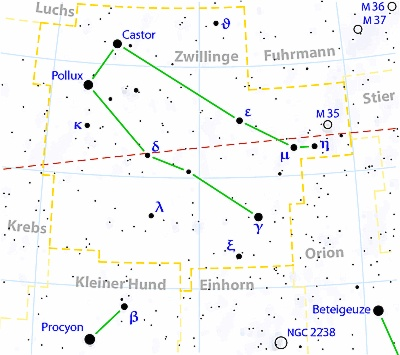 Luchs
ϑ
M 36
M 37
Castor
Zwillinge
Fuhrmann
Pollux
Stier
ε
M 35
κ
δ
μ
η
λ
γ
Krebs
ξ
Orion
Kleiner Hund
Einhorn
β
Beteigeuze
Procyon
NGC 2238